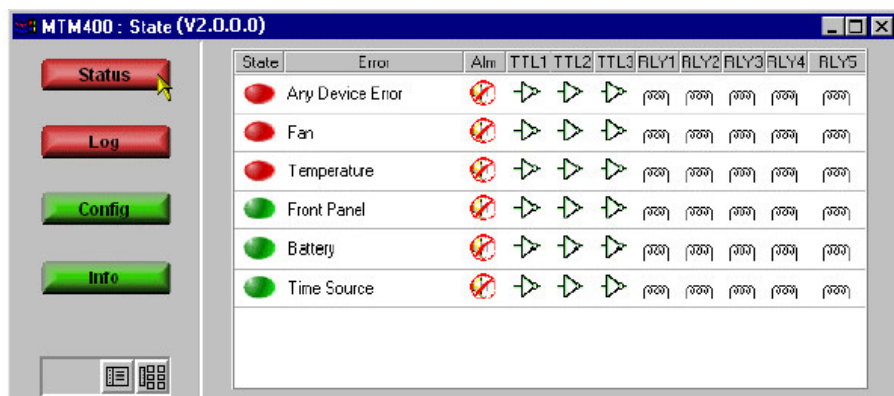 MTM400 : State (V2.0.0.0)
Status
Log
Config
Info
State Error Alm TTL1 TTL2 TTL3 RLY1 RLY2 RLY3 RLY4 RLY5
Any Device Error
Fan
Temperature
Front Panel
Battery
Time Source